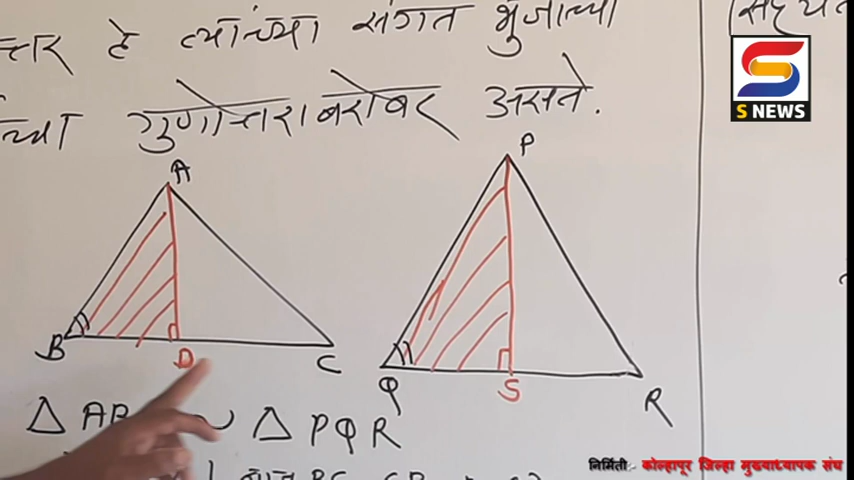 त्तर हे त्यांच्या संगत भुजांच्या
च्या गुणोत्तराबरोबर असते.
S NEWS
A
P
B
D
C
Q
S
R
△ AB ~ △ PQR
निर्मिती:- कोल्हापूर जिल्हा मुख्याध्यापक संघ